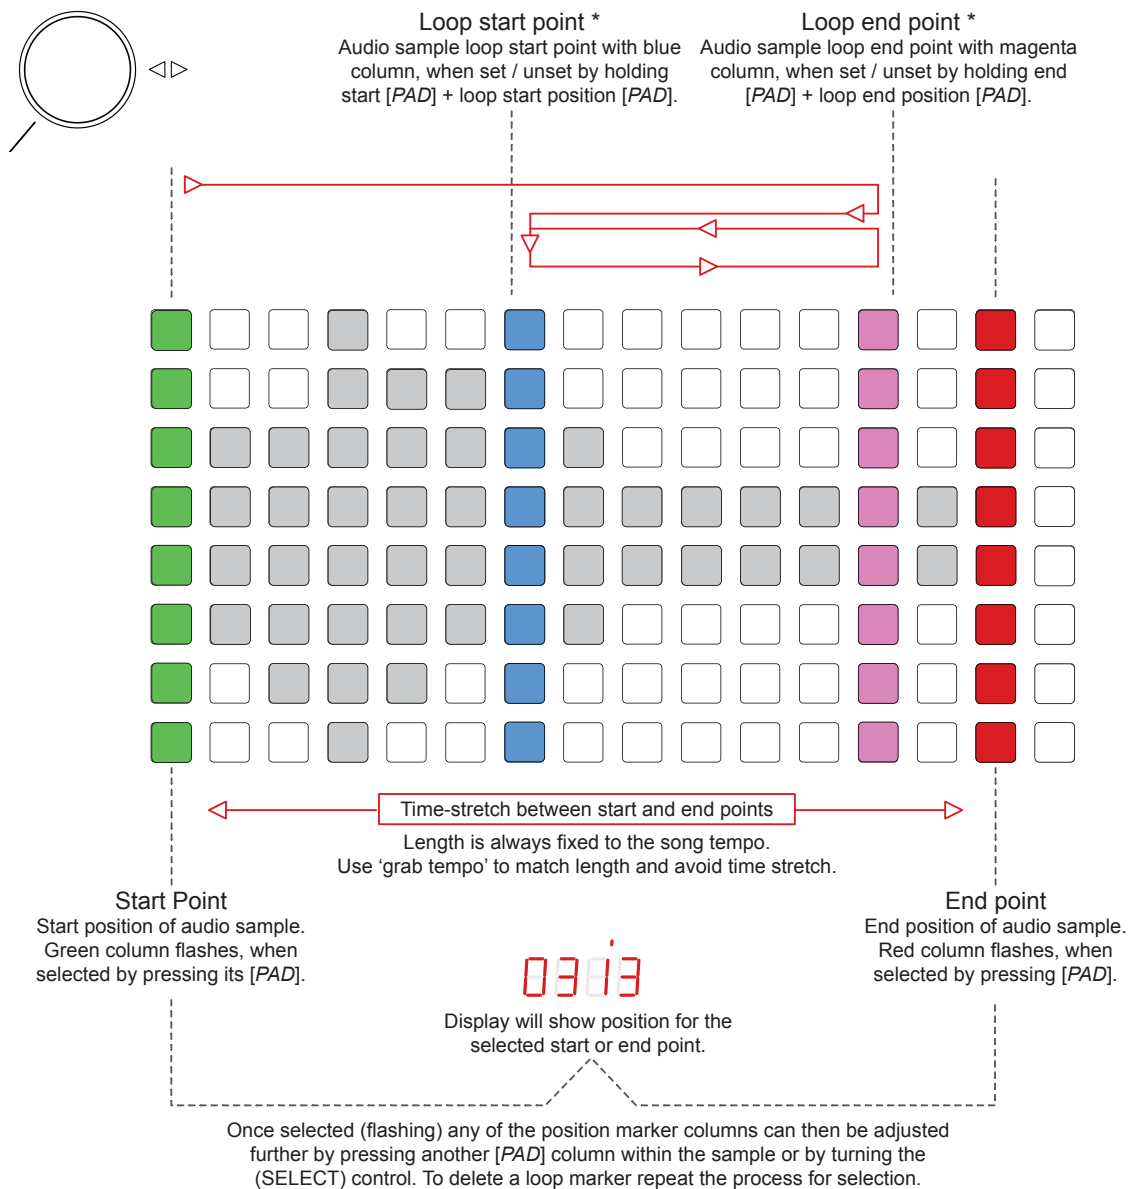 Loop start point *
Audio sample loop start point with blue
column, when set / unset by holding
start [PAD] + loop start position [PAD].
Loop end point *
Audio sample loop end point with magenta
column, when set / unset by holding end
[PAD] + loop end position [PAD].
Time-stretch between start and end points
Length is always fixed to the song tempo.
Use ‘grab tempo’ to match length and avoid time stretch.
Start Point
Start position of audio sample.
Green column flashes, when
selected by pressing its [PAD].
End point
End position of audio sample.
Red column flashes, when
selected by pressing [PAD].
03 13
Display will show position for the
selected start or end point.
Once selected (flashing) any of the position marker columns can then be adjusted
further by pressing another [PAD] column within the sample or by turning the
(SELECT) control. To delete a loop marker repeat the process for selection.